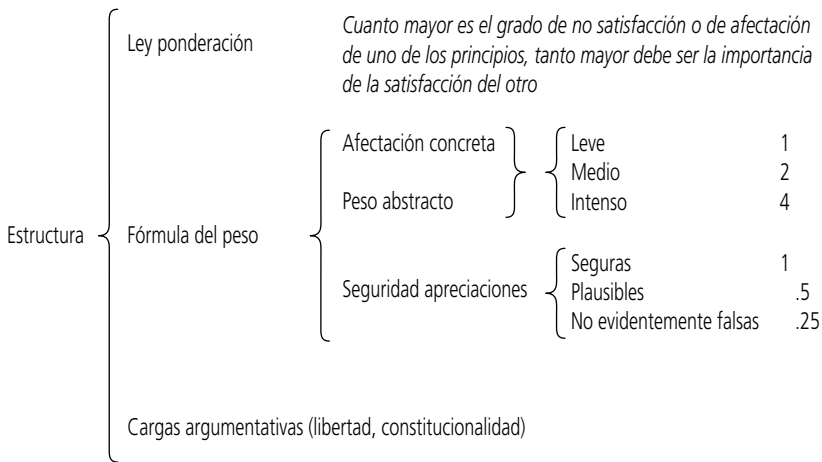 Ley ponderación
Cuanto mayor es el grado de no satisfacción o de afectación
de uno de los principios, tanto mayor debe ser la importancia
de la satisfacción del otro
Estructura
Fórmula del peso
Afectación concreta
Peso abstracto
Leve 1
Medio 2
Intenso 4
Seguridad apreciaciones
Seguras 1
Plausibles .5
No evidentemente falsas .25
Cargas argumentativas (libertad, constitucionalidad)